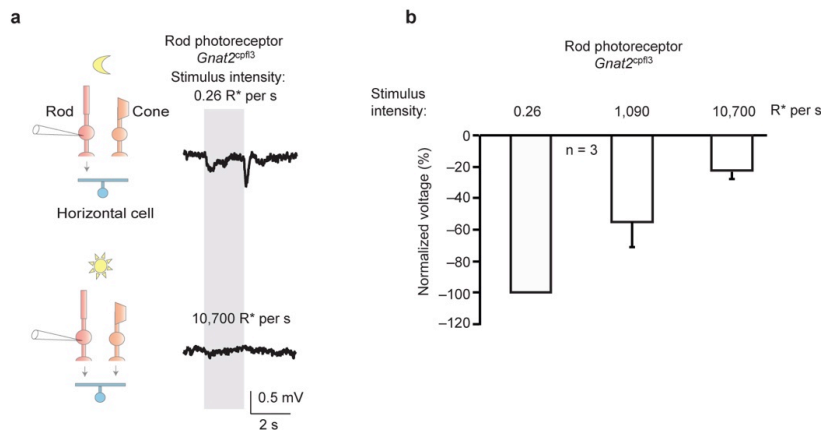 a
Rod photoreceptor
Gnat2cpfl3
Stimulus intensity:
0.26 R* per s
Rod
Cone
Horizontal cell
10,700 R* per s
0.5 mV
2 s
b
Rod photoreceptor
Gnat2cpfl3
Stimulus
intensity:
0.26 1,090 10,700 R* per s
Normalized voltage (%)
0
–20
–40
–60
–80
–100
–120
n = 3